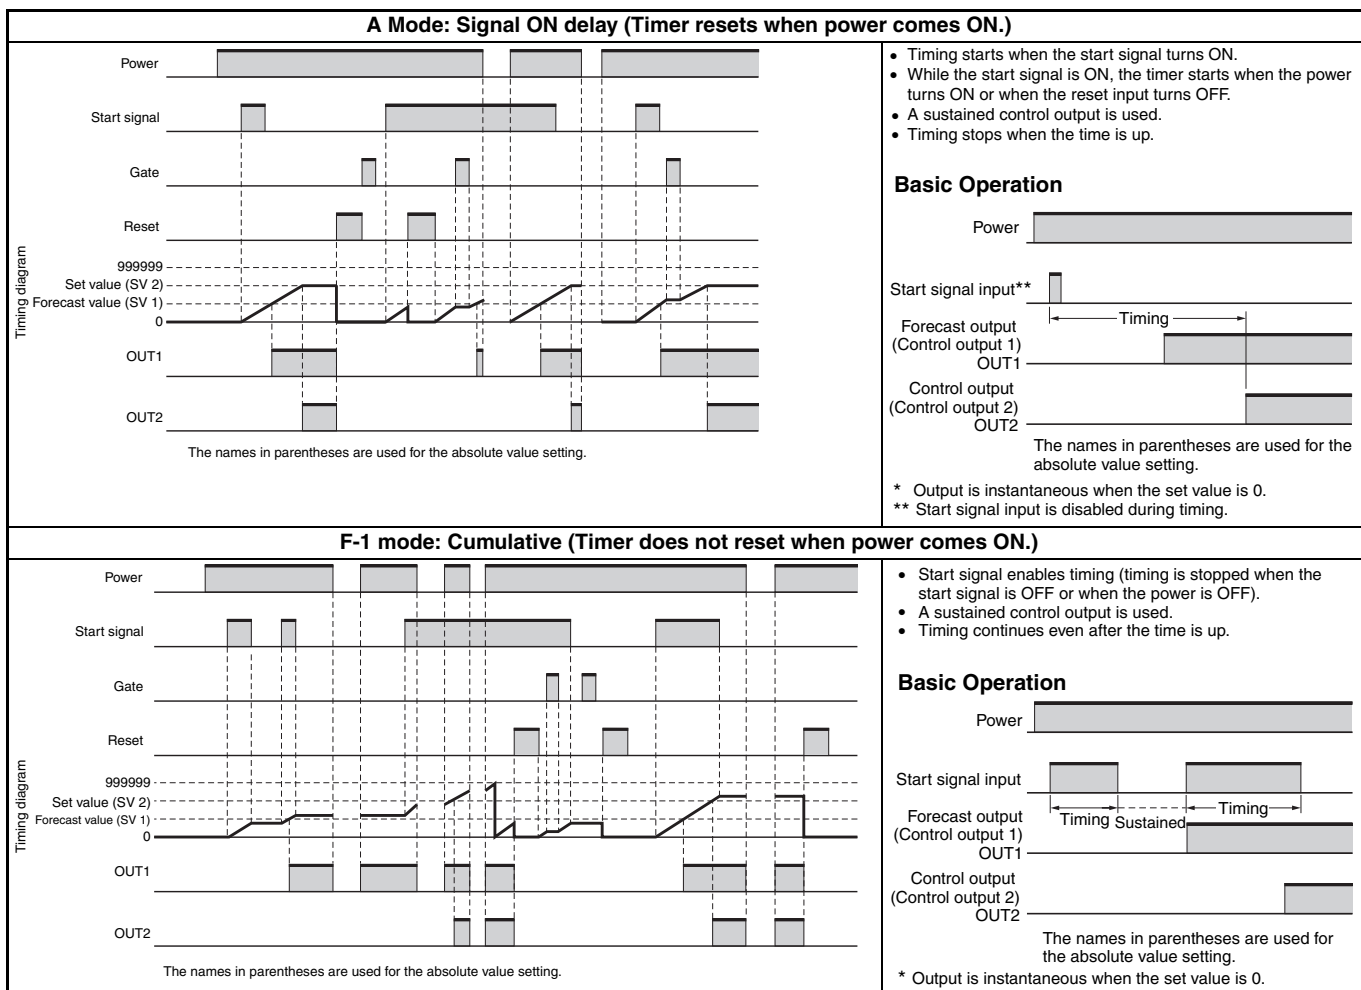 A Mode: Signal ON delay (Timer resets when power comes ON.)
Timing diagram
Power
Start signal
Gate
Reset
999999
Set value (SV 2)
Forecast value (SV 1)
0
OUT1
OUT2
The names in parentheses are used for the absolute value setting.
• Timing starts when the start signal turns ON.
• While the start signal is ON, the timer starts when the power
turns ON or when the reset input turns OFF.
• A sustained control output is used.
• Timing stops when the time is up.
Basic Operation
Power
Start signal input**
Timing
Forecast output
(Control output 1)
OUT1
Control output
(Control output 2)
OUT2
The names in parentheses are used for the
absolute value setting.
* Output is instantaneous when the set value is 0.
** Start signal input is disabled during timing.
F-1 mode: Cumulative (Timer does not reset when power comes ON.)
Timing diagram
Power
Start signal
Gate
Reset
999999
Set value (SV 2)
Forecast value (SV 1)
0
OUT1
OUT2
The names in parentheses are used for the absolute value setting.
• Start signal enables timing (timing is stopped when the
start signal is OFF or when the power is OFF).
• A sustained control output is used.
• Timing continues even after the time is up.
Basic Operation
Power
Start signal input
Timing Sustained Timing
Forecast output
(Control output 1)
OUT1
Control output
(Control output 2)
OUT2
The names in parentheses are used for
the absolute value setting.
* Output is instantaneous when the set value is 0.